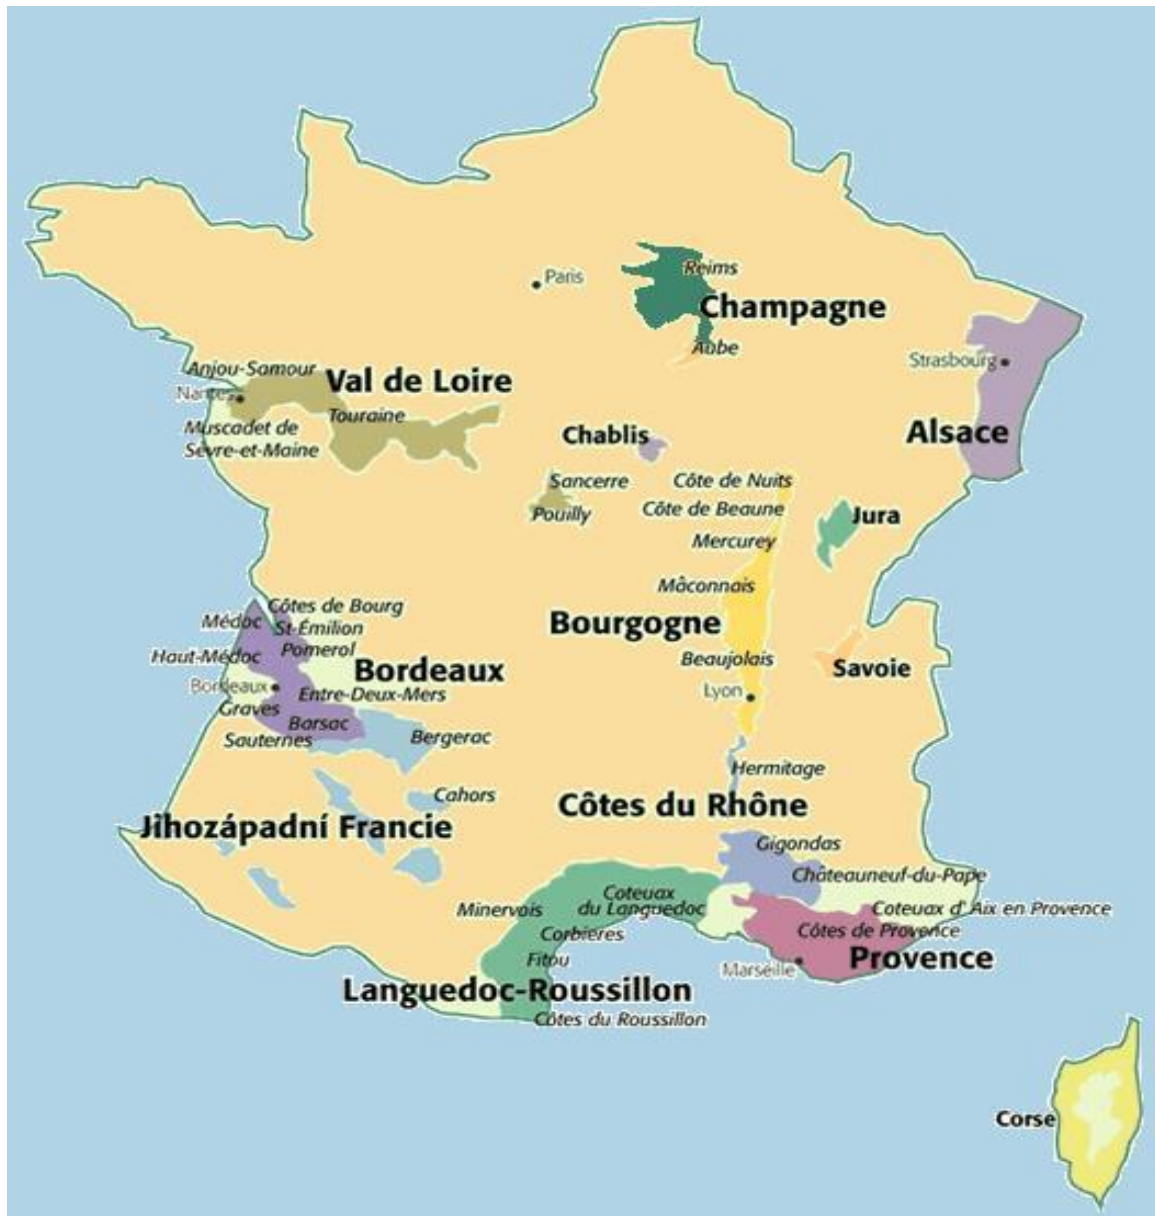 Reims
Paris
Champagne
Aube
Strasbourg
Anjou-Samour
Val de Loire
Nantes
Touraine
Muscadet de
Sèvre-et-Maine
Chablis
Alsace
Sancerre
Côte de Nuits
Pouilly
Côte de Beaune
Jura
Mercurey
Mâconnais
Côtes de Bourg
Médoc
St-Émilion
Bourgogne
Pomerol
Haut-Médoc
Bordeaux
Beaujolais
Savoie
Bordeaux
Entre-Deux-Mers
Lyon
Graves
Barsac
Sauternes
Bergerac
Hermitage
Cahors
Côtes du Rhône
Jihozápadní Francie
Gigondas
Châteauneuf-du-Pape
Coteuax
du Languedoc
Minervois
Coteuax d' Aix en Provence
Corbieres
Côtes de Provence
Fitou
Provence
Marseille
Languedoc-Roussillon
Côtes du Roussillon
Corse